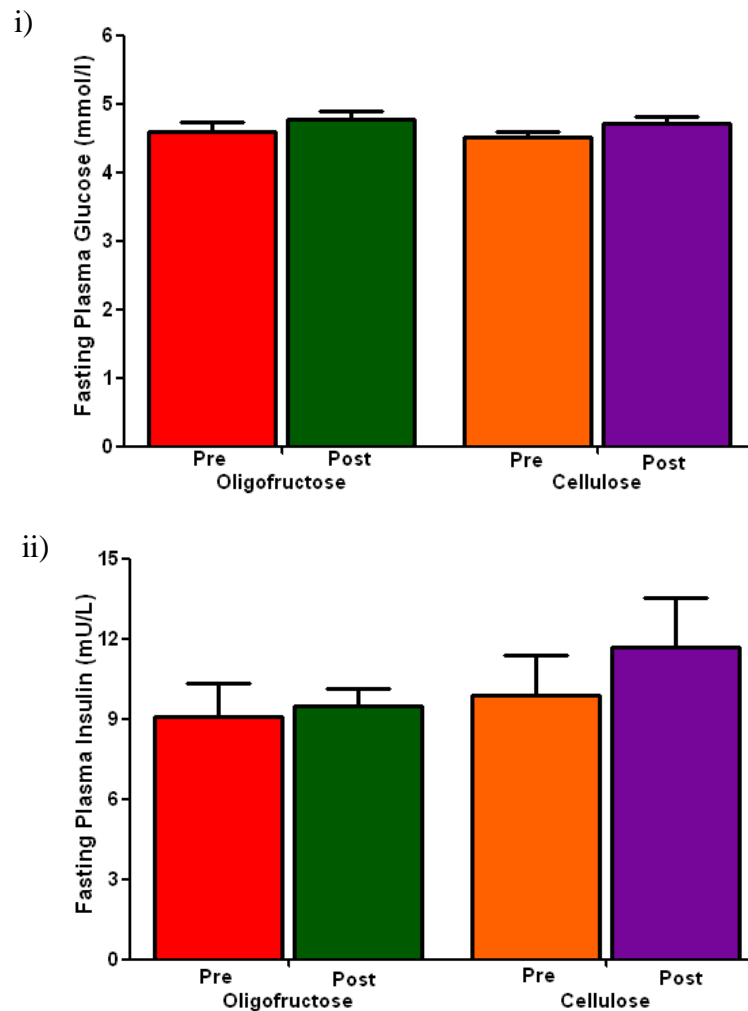 i)
Fasting Plasma Glucose (mmol/l)
6
5
4
3
2
1
0
Pre Post Pre Post
Oligofructose Cellulose
ii)
Fasting Plasma Insulin (mU/L)
15
12
9
6
3
0
Pre Post Pre Post
Oligofructose Cellulose